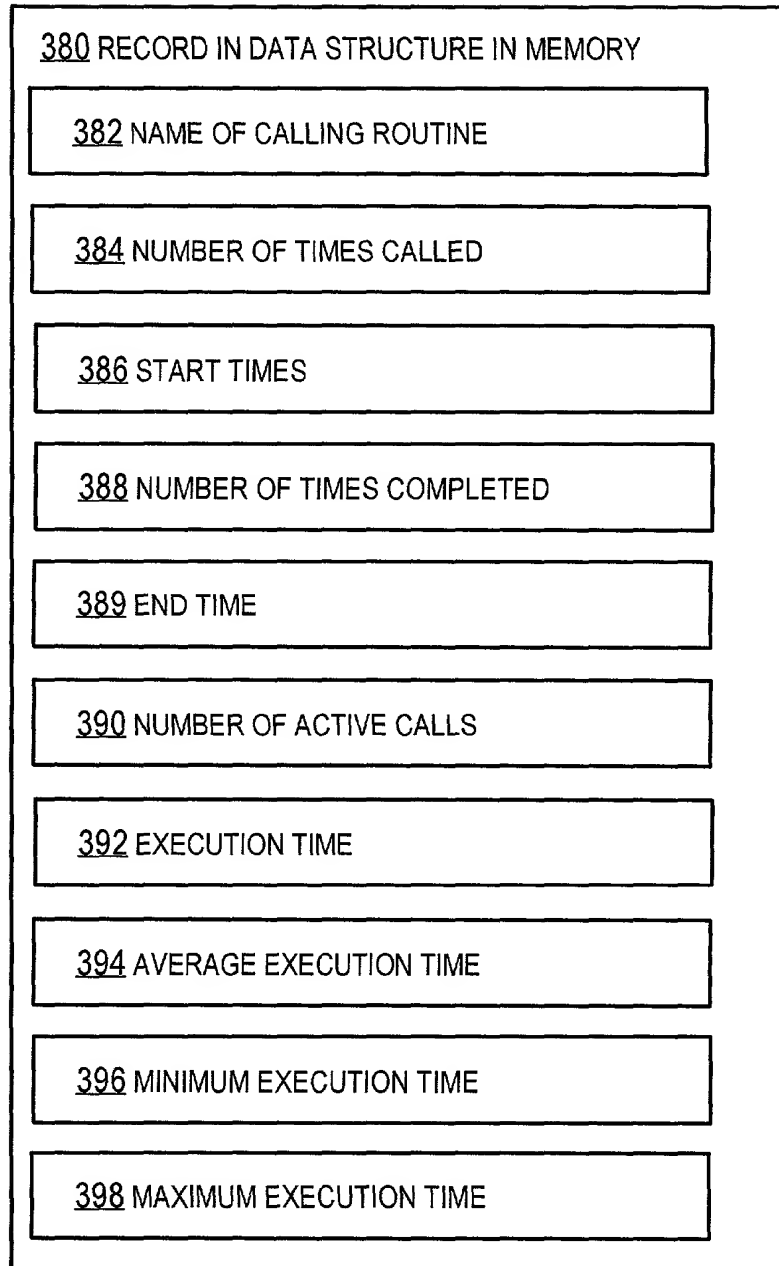 380 RECORD IN DATA STRUCTURE IN MEMORY
382 NAME OF CALLING ROUTINE
384 NUMBER OF TIMES CALLED
386 START TIMES
388 NUMBER OF TIMES COMPLETED
389 END TIME
390 NUMBER OF ACTIVE CALLS
392 EXECUTION TIME
394 AVERAGE EXECUTION TIME
396 MINIMUM EXECUTION TIME
398 MAXIMUM EXECUTION TIME